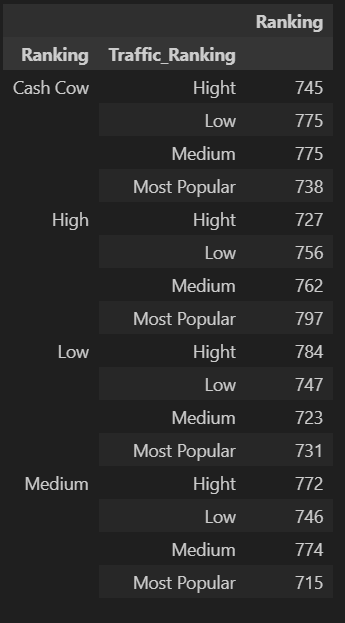 Ranking
Ranking Traffic_Ranking
Cash Cow Hight 745
Low 775
Medium 775
Most Popular 738
High Hight 727
Low 756
Medium 762
Most Popular 797
Low Hight 784
Low 747
Medium 723
Most Popular 731
Medium Hight 772
Low 746
Medium 774
Most Popular 715